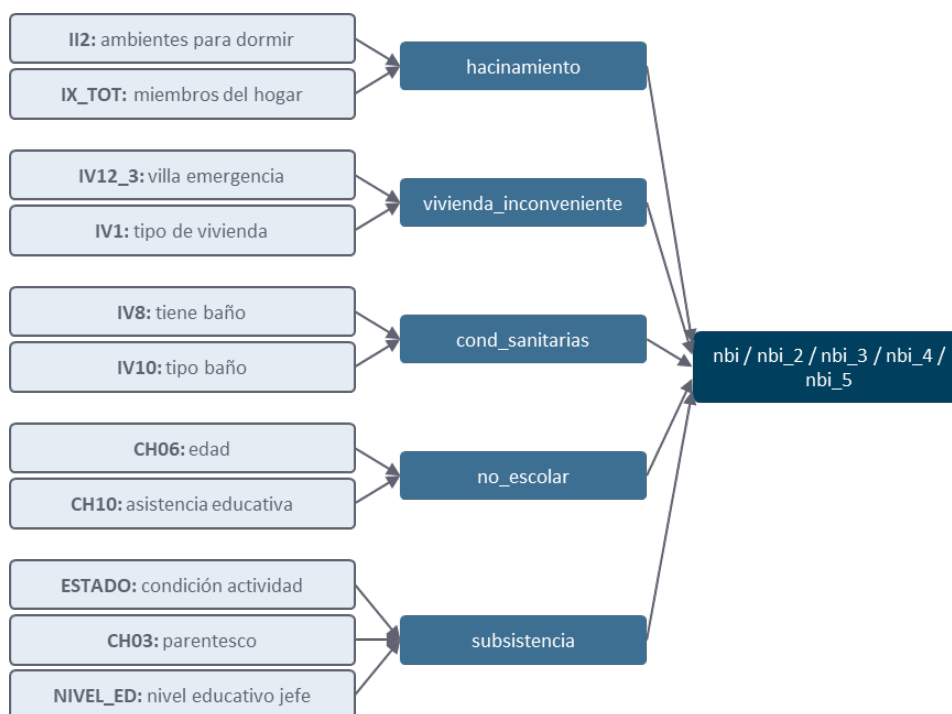 II2: ambientes para dormir
IX_TOT: miembros del hogar
hacinamiento
IV12_3: villa emergencia
IV1: tipo de vivienda
vivienda_inconveniente
IV8: tiene baño
IV10: tipo baño
cond_sanitarias
CH06: edad
CH10: asistencia educativa
no_escolar
ESTADO: condición actividad
CH03: parentesco
NIVEL_ED: nivel educativo jefe
subsistencia
nbi / nbi_2 / nbi_3 / nbi_4 /
nbi_5